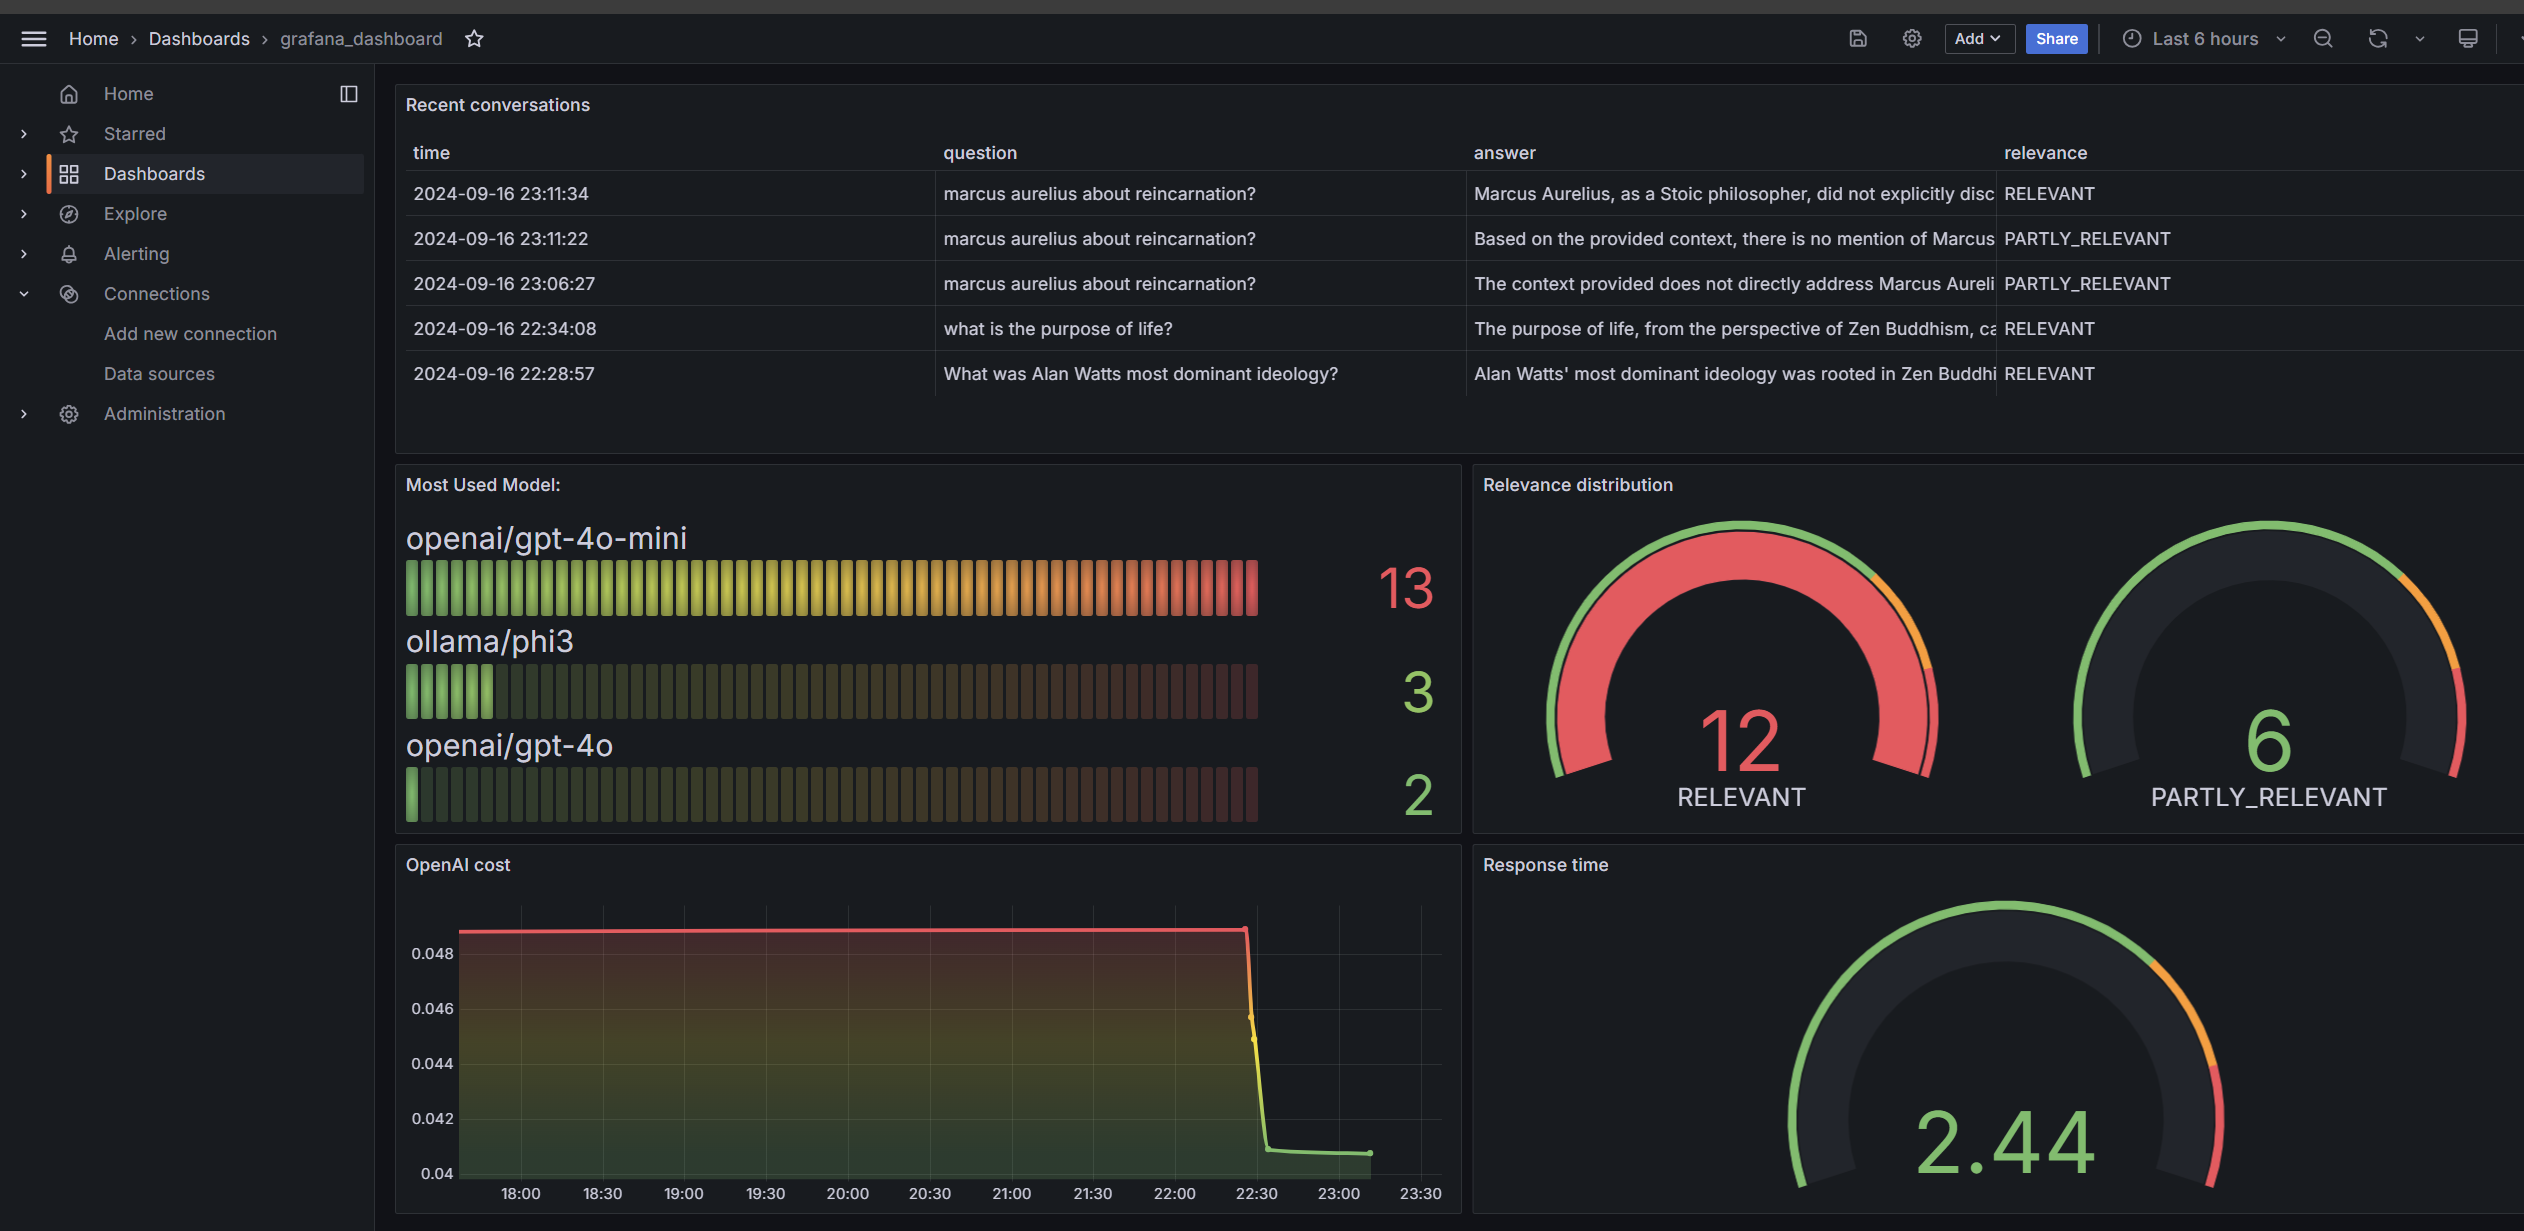 Home › Dashboards › grafana_dashboard
Add
Share
Last 6 hours
Home
Starred
Dashboards
Explore
Alerting
Connections
Add new connection
Data sources
Administration
Recent conversations
time question answer relevance
2024-09-16 23:11:34 marcus aurelius about reincarnation? Marcus Aurelius, as a Stoic philosopher, did not explicitly disc RELEVANT
2024-09-16 23:11:22 marcus aurelius about reincarnation? Based on the provided context, there is no mention of Marcus PARTLY_RELEVANT
2024-09-16 23:06:27 marcus aurelius about reincarnation? The context provided does not directly address Marcus Aureli PARTLY_RELEVANT
2024-09-16 22:34:08 what is the purpose of life? The purpose of life, from the perspective of Zen Buddhism, ca RELEVANT
2024-09-16 22:28:57 What was Alan Watts most dominant ideology? Alan Watts' most dominant ideology was rooted in Zen Buddhi RELEVANT
Most Used Model:
openai/gpt-4o-mini
13
ollama/phi3
3
openai/gpt-4o
2
Relevance distribution
12
RELEVANT
6
PARTLY_RELEVANT
OpenAI cost
0.048
0.046
0.044
0.042
0.04
18:00 18:30 19:00 19:30 20:00 20:30 21:00 21:30 22:00 22:30 23:00 23:30
Response time
2.44